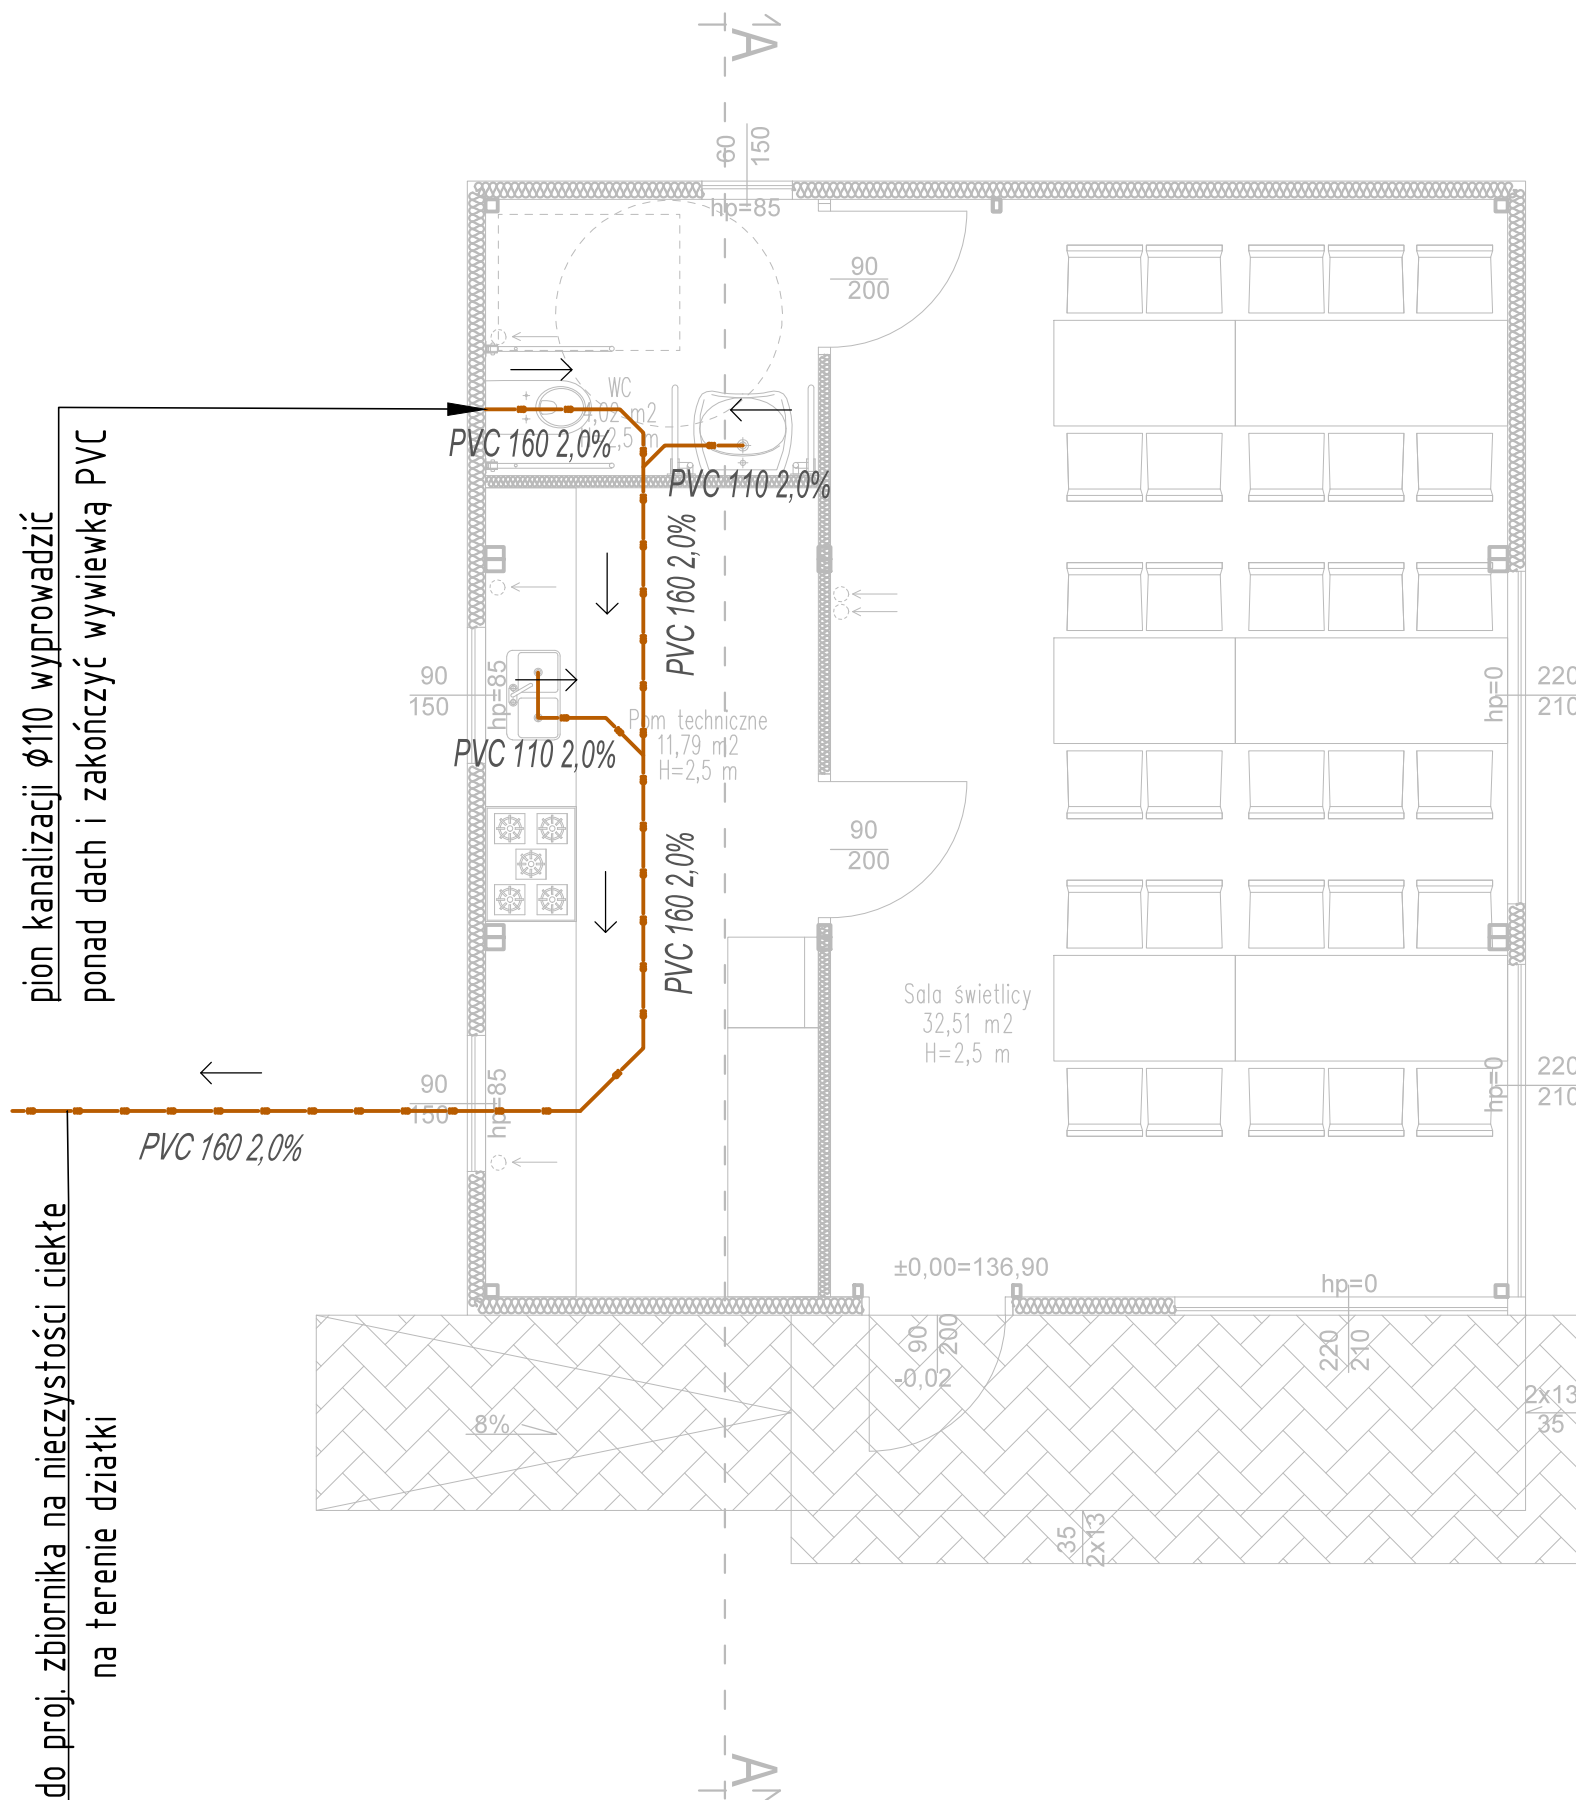 A
60
150
hp=85
90
200
WC
4,02 m2
2,5 m
PVC 160 2,0%
PVC 110 2,0%
pion kanalizacji ø110 wyprowadzić
ponad dach i zakończyć wywiewką PVC
PVC 160 2,0%
90
150
hp=85
Pom techniczne
11,79 m2
H=2,5 m
PVC 110 2,0%
hp=0
220
210
90
200
PVC 160 2,0%
Sala świetlicy
32,51 m2
H=2,5 m
90
150
hp=85
hp=0
220
210
PVC 160 2,0%
do proj. zbiornika na nieczystości ciekłe
na terenie działki
±0,00=136,90
hp=0
90
200
-0,02
220
210
8%
2x13
35
35
2x13
A